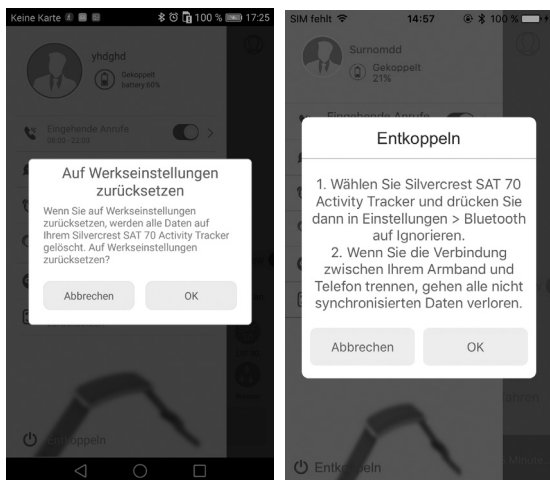 Keine Karte
100 %
17:25
yhdghd
Gekoppelt
battery:60%
Eingehende Anrufe
08:00 - 22:00
Auf Werkseinstellungen
zurücksetzen
Wenn Sie auf Werkseinstellungen
zurücksetzen, werden alle Daten auf
Ihrem Silvercrest SAT 70 Activity Tracker
gelöscht. Auf Werkseinstellungen
zurücksetzen?
Abbrechen
OK
Entkoppeln
SIM fehlt
14:57
100 %
Surnomdd
Gekoppelt
21%
Eingehende Anrufe
Entkoppeln
1. Wählen Sie Silvercrest SAT 70
Activity Tracker und drücken Sie
dann in Einstellungen > Bluetooth
auf Ignorieren.
2. Wenn Sie die Verbindung
zwischen Ihrem Armband und
Telefon trennen, gehen alle nicht
synchronisierten Daten verloren.
Abbrechen
OK
Entkoppeln